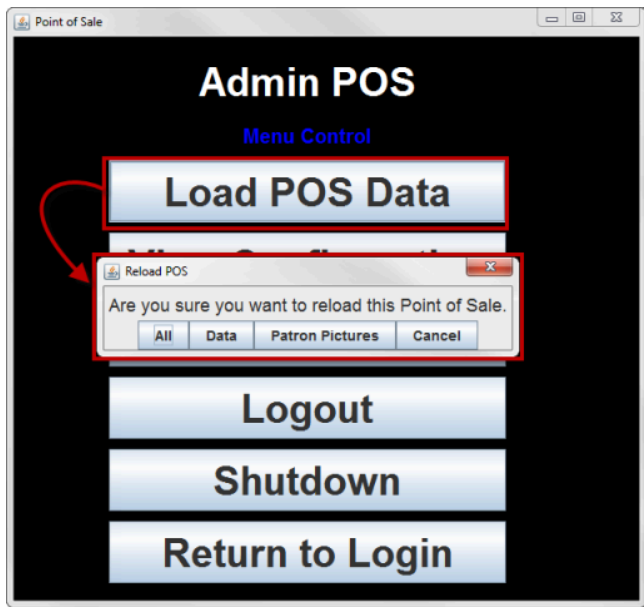 Point of Sale
Admin POS
Menu Control
Load POS Data
Reload POS
Are you sure you want to reload this Point of Sale.
All Data Patron Pictures Cancel
Logout
Shutdown
Return to Login